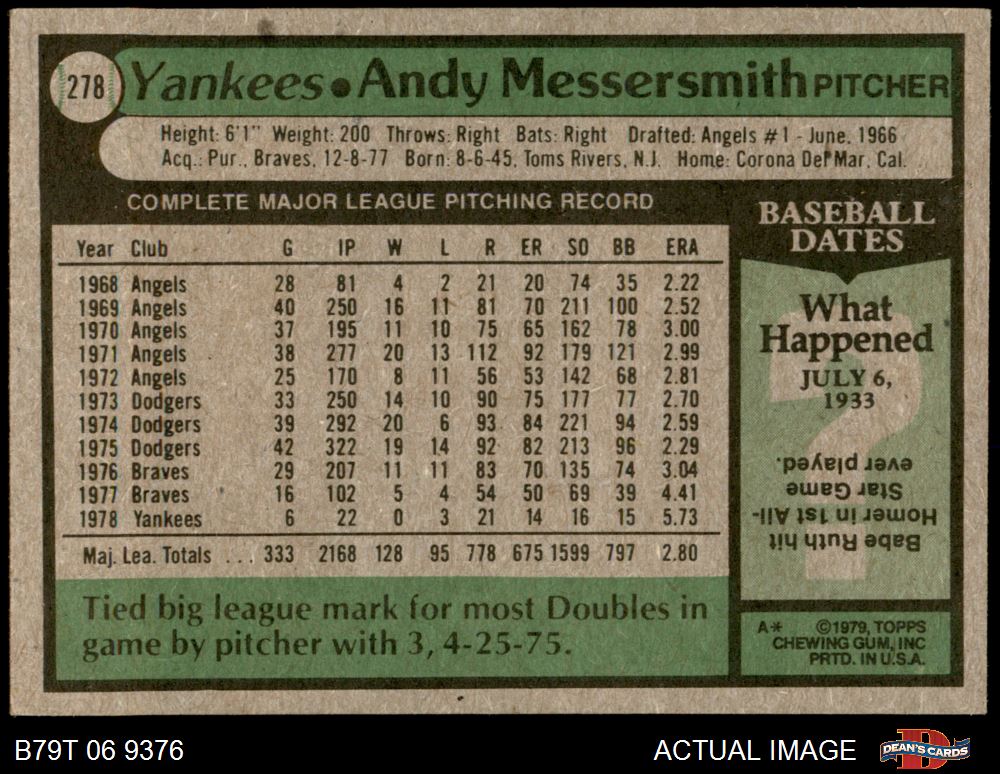 278 Yankees • Andy Messersmith PITCHER
Height: 6'1" Weight: 200 Throws: Right Bats: Right Drafted: Angels #1 - June, 1966
Acq.: Pur., Braves, 12-8-77 Born: 8-6-45, Toms Rivers, N.J. Home: Corona Del Mar, Cal.
COMPLETE MAJOR LEAGUE PITCHING RECORD
Year Club G IP W L R ER SO BB ERA
1968 Angels 28 81 4 2 21 20 74 35 2.22
1969 Angels 40 250 16 11 81 70 211 100 2.52
1970 Angels 37 195 11 10 75 65 162 78 3.00
1971 Angels 38 277 20 13 112 92 179 121 2.99
1972 Angels 25 170 8 11 56 53 142 68 2.81
1973 Dodgers 33 250 14 10 90 75 177 77 2.70
1974 Dodgers 39 292 20 6 93 84 221 94 2.59
1975 Dodgers 42 322 19 14 92 82 213 96 2.29
1976 Braves 29 207 11 11 83 70 135 74 3.04
1977 Braves 16 102 5 4 54 50 69 39 4.41
1978 Yankees 6 22 0 3 21 14 16 15 5.73
Maj. Lea. Totals ... 333 2168 128 95 778 675 1599 797 2.80
Tied big league mark for most Doubles in
game by pitcher with 3, 4-25-75.
BASEBALL
DATES
What
Happened
JULY 6,
1933
?
Babe Ruth hit
Homer in 1st All-
Star Game
ever played.
A* ©1979, TOPPS
CHEWING GUM, INC
PRTD. IN U.S.A.
B79T 06 9376
ACTUAL IMAGE
DEAN'S CARDS